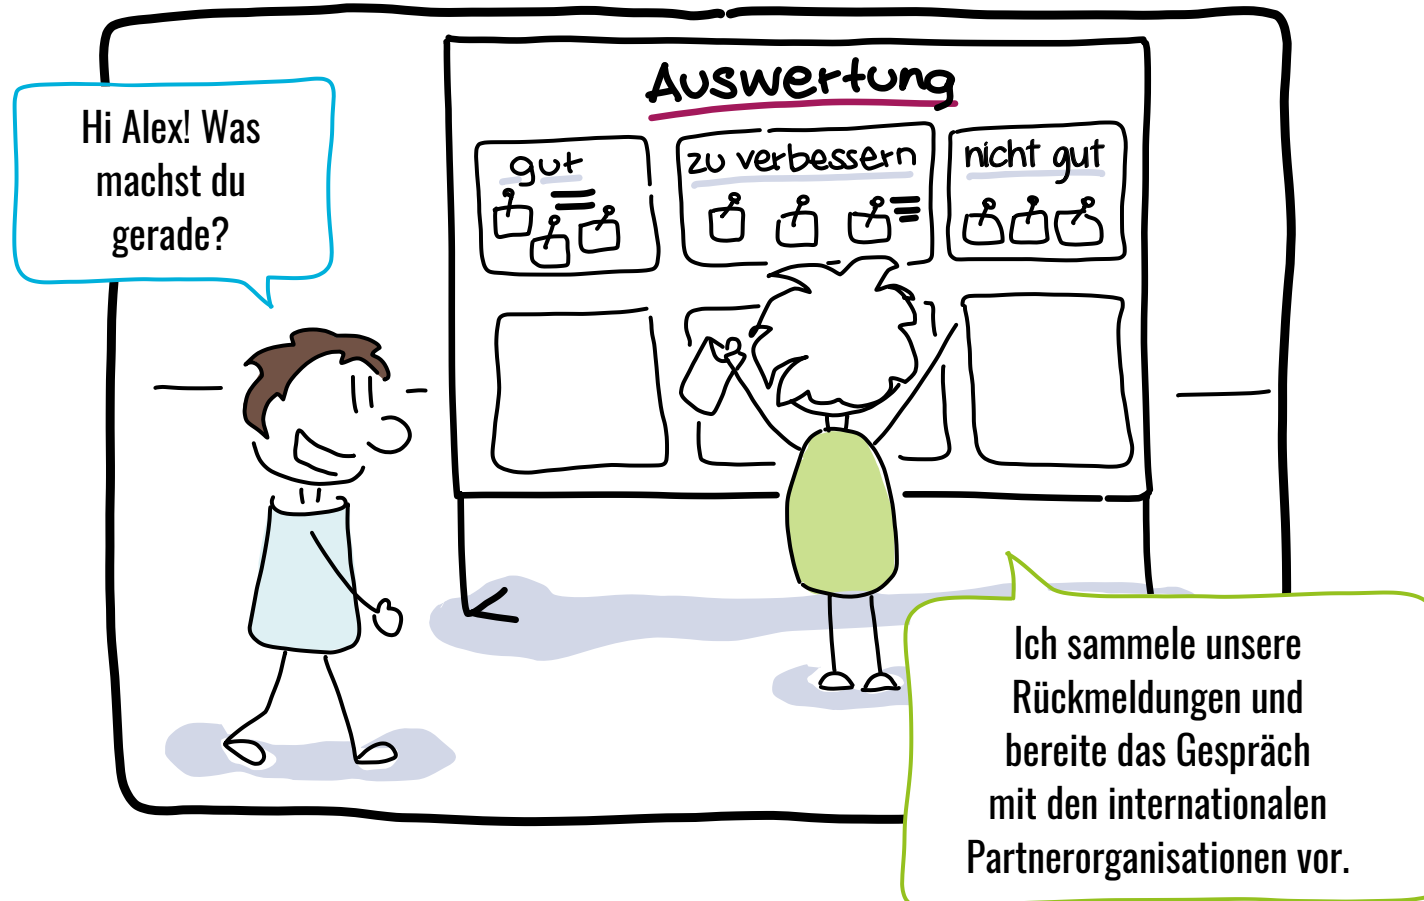 Auswertung
Hi Alex! Was
machst du
gerade?
gut
zu verbessern
nicht gut
Ich sammele unsere
Rückmeldungen und
bereite das Gespräch
mit den internationalen
Partnerorganisationen vor.